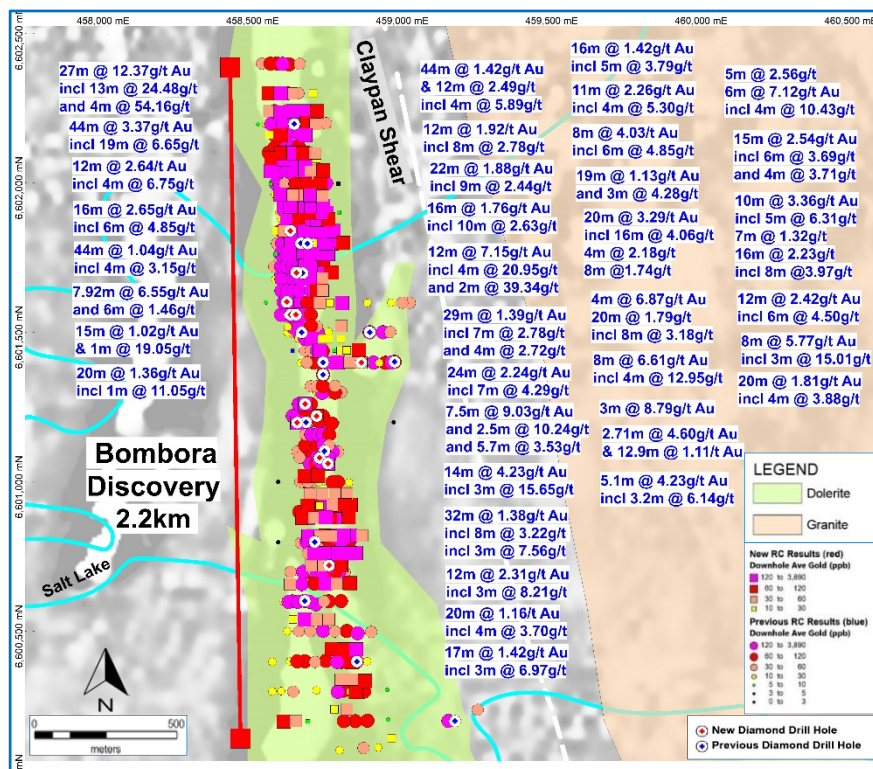 458,000 mE
458,500 mE
459,000 mE
459,500 mE
460,000 mE
460,500 mE
6,602,500 mN
6,602,000 mN
6,601,500 mN
6,601,000 mN
6,600,500 mN
27m @ 12.37g/t Au
incl 13m @ 24.48g/t
and 4m @ 54.16g/t
44m @ 3.37g/t Au
incl 19m @ 6.65g/t
12m @ 2.64g/t Au
incl 4m @ 6.75g/t
16m @ 2.65g/t Au
incl 6m @ 4.85g/t
44m @ 1.04g/t Au
incl 4m @ 3.15g/t
7.92m @ 6.55g/t Au
and 6m @ 1.46g/t
15m @ 1.02g/t Au
& 1m @ 19.05g/t
20m @ 1.36g/t Au
incl 1m @ 11.05g/t
Bombora
Discovery
2.2km
Salt Lake
Claypan Shear
44m @ 1.42g/t Au
& 12m @ 2.49g/t
incl 4m @ 5.89g/t
12m @ 1.92g/t Au
incl 8m @ 2.78g/t
22m @ 1.88g/t Au
incl 9m @ 2.44g/t
16m @ 1.76g/t Au
incl 10m @ 2.63g/t
12m @ 7.15g/t Au
incl 4m @ 20.95g/t
and 2m @ 39.34g/t
29m @ 1.39g/t Au
incl 7m @ 2.78g/t
and 4m @ 2.72g/t
24m @ 2.24g/t Au
incl 7m @ 4.29g/t
7.5m @ 9.03g/t Au
and 2.5m @ 10.24g/t
and 5.7m @ 3.53g/t
14m @ 4.23g/t Au
incl 3m @ 15.65g/t
32m @ 1.38g/t Au
incl 8m @ 3.22g/t
incl 3m @ 7.56g/t
12m @ 2.31g/t Au
incl 3m @ 8.21g/t
20m @ 1.16g/t Au
incl 4m @ 3.70g/t
17m @ 1.42g/t Au
incl 3m @ 6.97g/t
16m @ 1.42g/t Au
incl 5m @ 3.79g/t
11m @ 2.26g/t Au
incl 4m @ 5.30g/t
8m @ 4.03g/t Au
incl 6m @ 4.85g/t
19m @ 1.13g/t Au
and 3m @ 4.28g/t
20m @ 3.29g/t Au
incl 16m @ 4.06g/t
4m @ 2.18g/t
8m @1.74g/t
4m @ 6.87g/t Au
20m @ 1.79g/t
incl 8m @ 3.18g/t
8m @ 6.61g/t Au
incl 4m @ 12.95g/t
3m @ 8.79g/t Au
2.71m @ 4.60g/t Au
& 12.9m @ 1.11/t Au
5.1m @ 4.23g/t Au
incl 3.2m @ 6.14g/t
5m @ 2.56g/t
6m @ 7.12g/t Au
incl 4m @ 10.43g/t
15m @ 2.54g/t Au
incl 6m @ 3.69g/t
and 4m @ 3.71g/t
10m @ 3.36g/t Au
incl 5m @ 6.31g/t
7m @ 1.32g/t
16m @ 2.23g/t
incl 8m @3.97g/t
12m @ 2.42g/t Au
incl 6m @ 4.50g/t
8m @ 5.77g/t Au
incl 3m @ 15.01g/t
20m @ 1.81g/t Au
incl 4m @ 3.88g/t
LEGEND
Dolerite
Granite
New RC Results (red)
Downhole Ave Gold (ppb)
120 to 3,890
60 to 120
30 to 60
10 to 30
Previous RC Results (blue)
Downhole Ave Gold (ppb)
120 to 3,890
60 to 120
30 to 60
10 to 30
5 to 10
3 to 5
0 to 3
New Diamond Drill Hole
Previous Diamond Drill Hole
N
0 500
meters